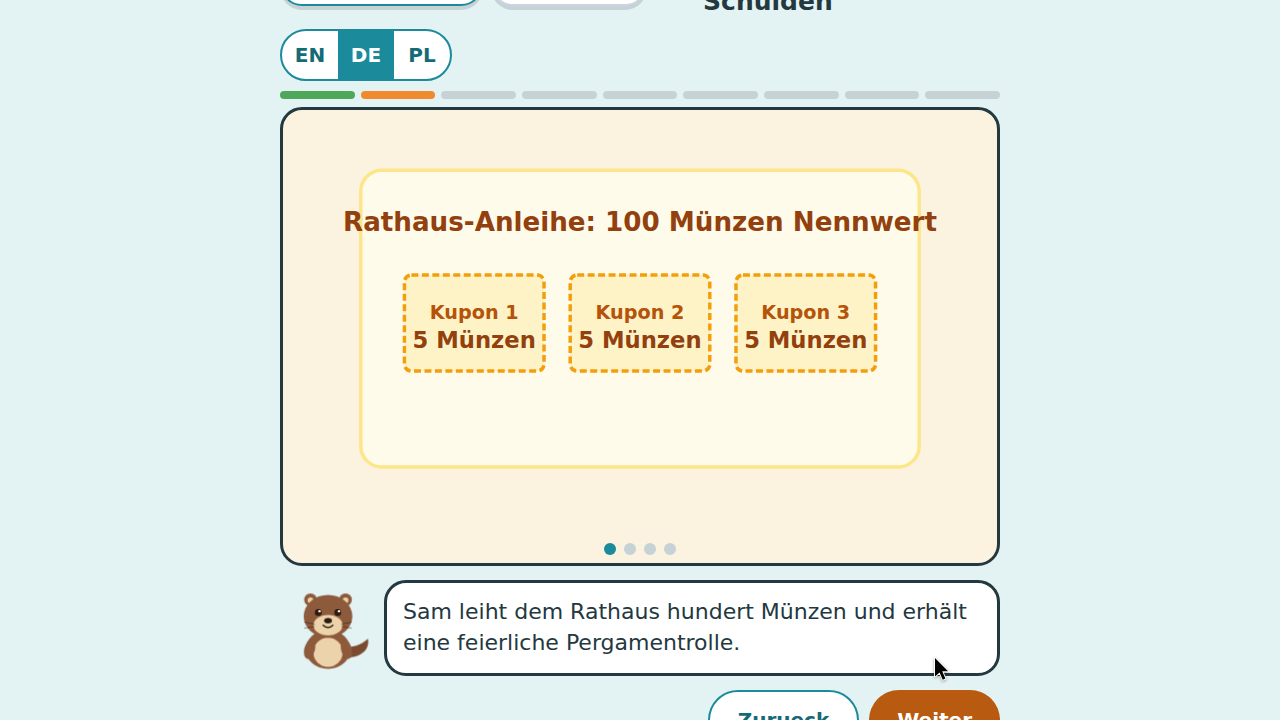 Schulden
EN DE PL
Rathaus-Anleihe: 100 Münzen Nennwert
Kupon 1 Kupon 2 Kupon 3
5 Münzen 5 Münzen 5 Münzen
Sam leiht dem Rathaus hundert Münzen und erhält
eine feierliche Pergamentrolle.
Zurueck Weiter